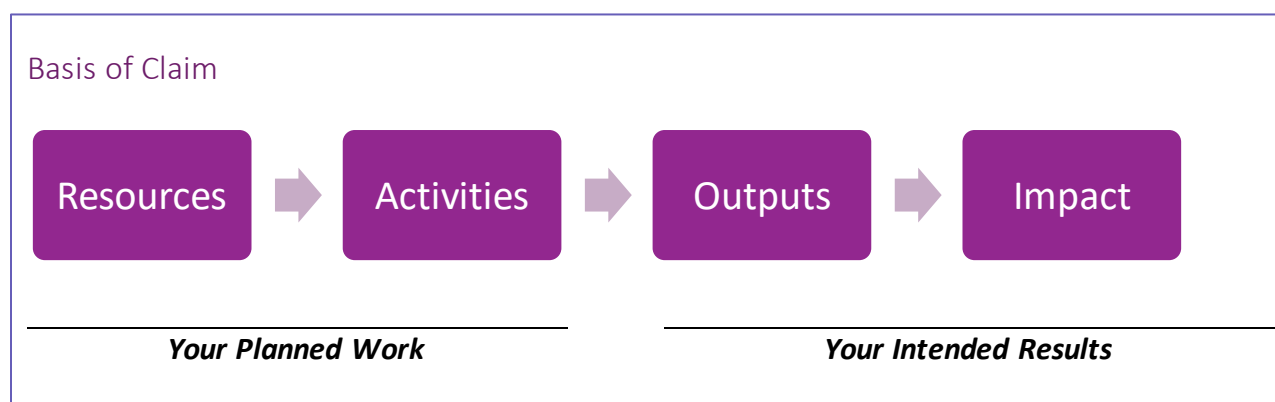 Basis of Claim
Resources Activities Outputs Impact
Your Planned Work Your Intended Results